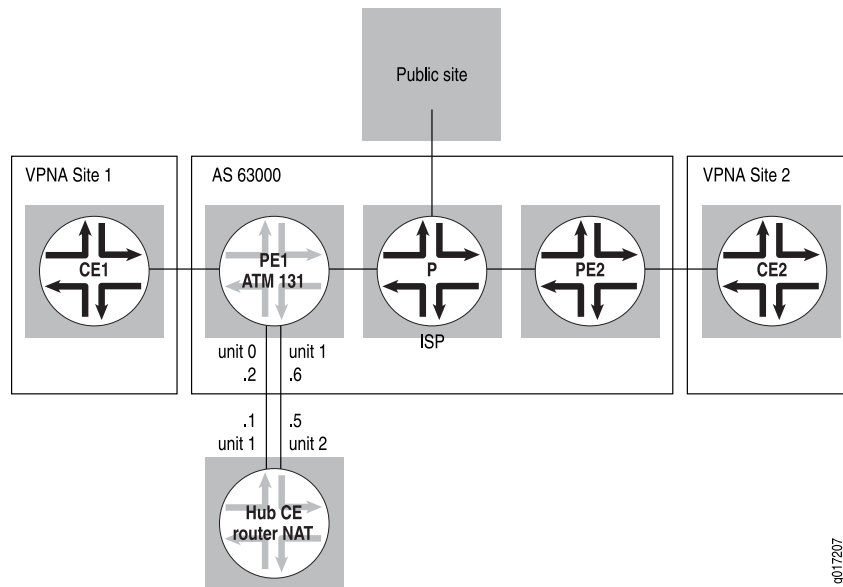 Public site
VPNA Site 1
AS 63000
VPNA Site 2
CE1
PE1
ATM 131
P
PE2
CE2
ISP
unit 0
unit 1
.2
.6
.1
.5
unit 1
unit 2
Hub CE
router NAT
g017207